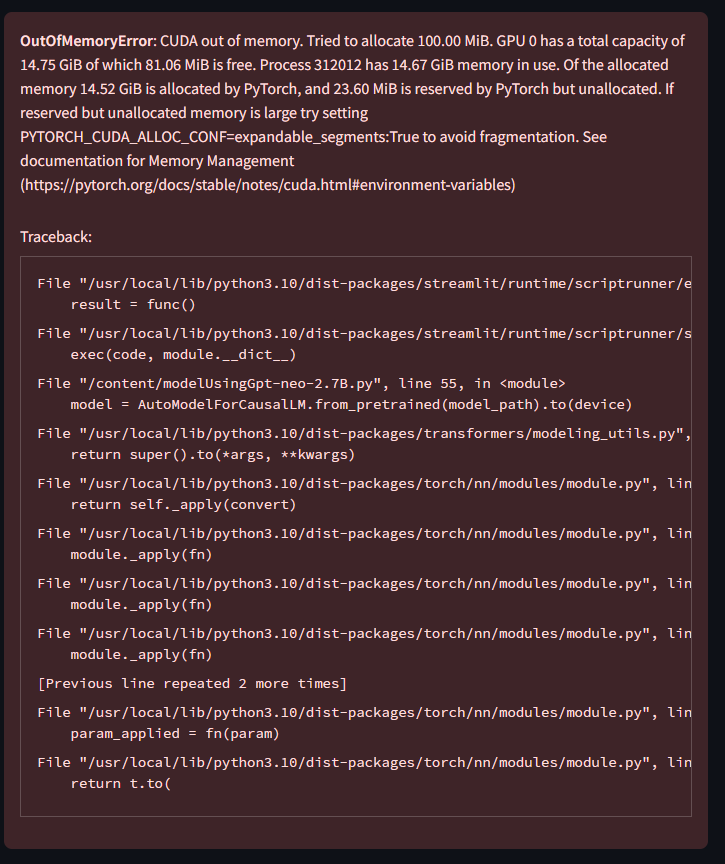 OutOfMemoryError: CUDA out of memory. Tried to allocate 100.00 MiB. GPU 0 has a total capacity of
14.75 GiB of which 81.06 MiB is free. Process 312012 has 14.67 GiB memory in use. Of the allocated
memory 14.52 GiB is allocated by PyTorch, and 23.60 MiB is reserved by PyTorch but unallocated. If
reserved but unallocated memory is large try setting
PYTORCH_CUDA_ALLOC_CONF=expandable_segments:True to avoid fragmentation. See
documentation for Memory Management
(https://pytorch.org/docs/stable/notes/cuda.html#environment-variables)
Traceback:
File "/usr/local/lib/python3.10/dist-packages/streamlit/runtime/scriptrunner/e
result = func()
File "/usr/local/lib/python3.10/dist-packages/streamlit/runtime/scriptrunner/s
exec(code, module.__dict__)
File "/content/modelUsingGpt-neo-2.7B.py", line 55, in <module>
model = AutoModelForCausalLM.from_pretrained(model_path).to(device)
File "/usr/local/lib/python3.10/dist-packages/transformers/modeling_utils.py",
return super().to(*args, **kwargs)
File "/usr/local/lib/python3.10/dist-packages/torch/nn/modules/module.py", lin
return self._apply(convert)
File "/usr/local/lib/python3.10/dist-packages/torch/nn/modules/module.py", lin
module._apply(fn)
File "/usr/local/lib/python3.10/dist-packages/torch/nn/modules/module.py", lin
module._apply(fn)
File "/usr/local/lib/python3.10/dist-packages/torch/nn/modules/module.py", lin
module._apply(fn)
[Previous line repeated 2 more times]
File "/usr/local/lib/python3.10/dist-packages/torch/nn/modules/module.py", lin
param_applied = fn(param)
File "/usr/local/lib/python3.10/dist-packages/torch/nn/modules/module.py", lin
return t.to(